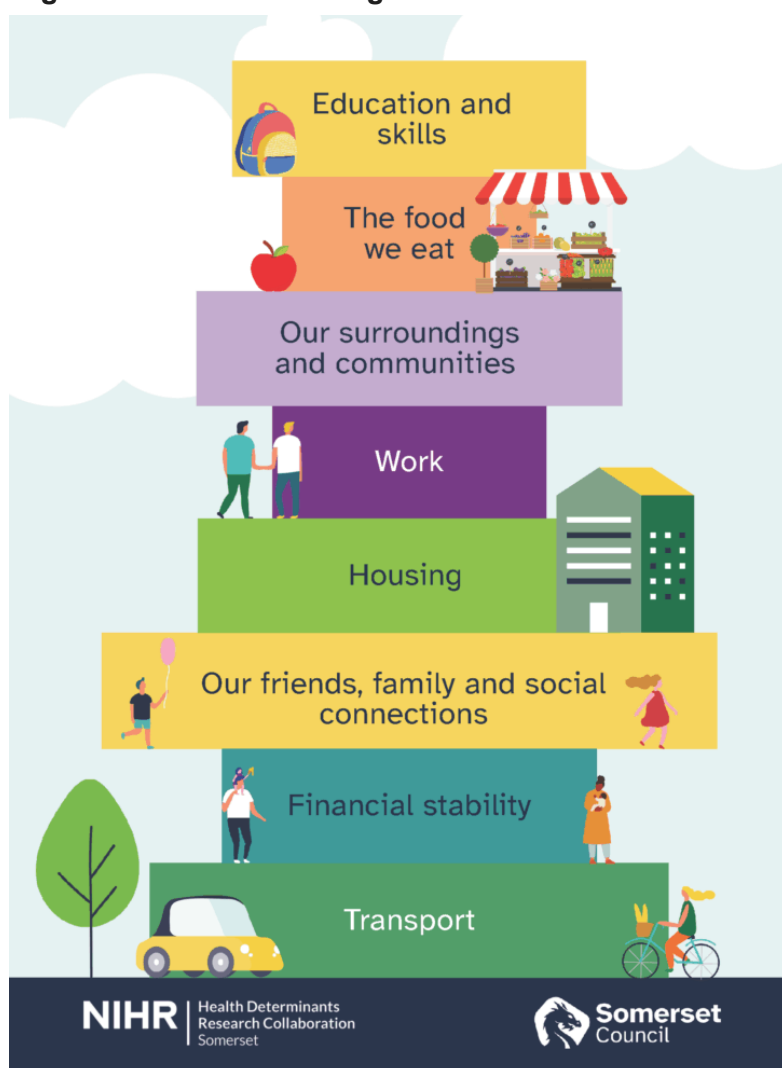 Education and
skills
The food
we eat
Our surroundings
and communities
Work
Housing
Our friends, family and social
connections
Financial stability
Transport
NIHR
Health Determinants
Research Collaboration
Somerset
Somerset
Council